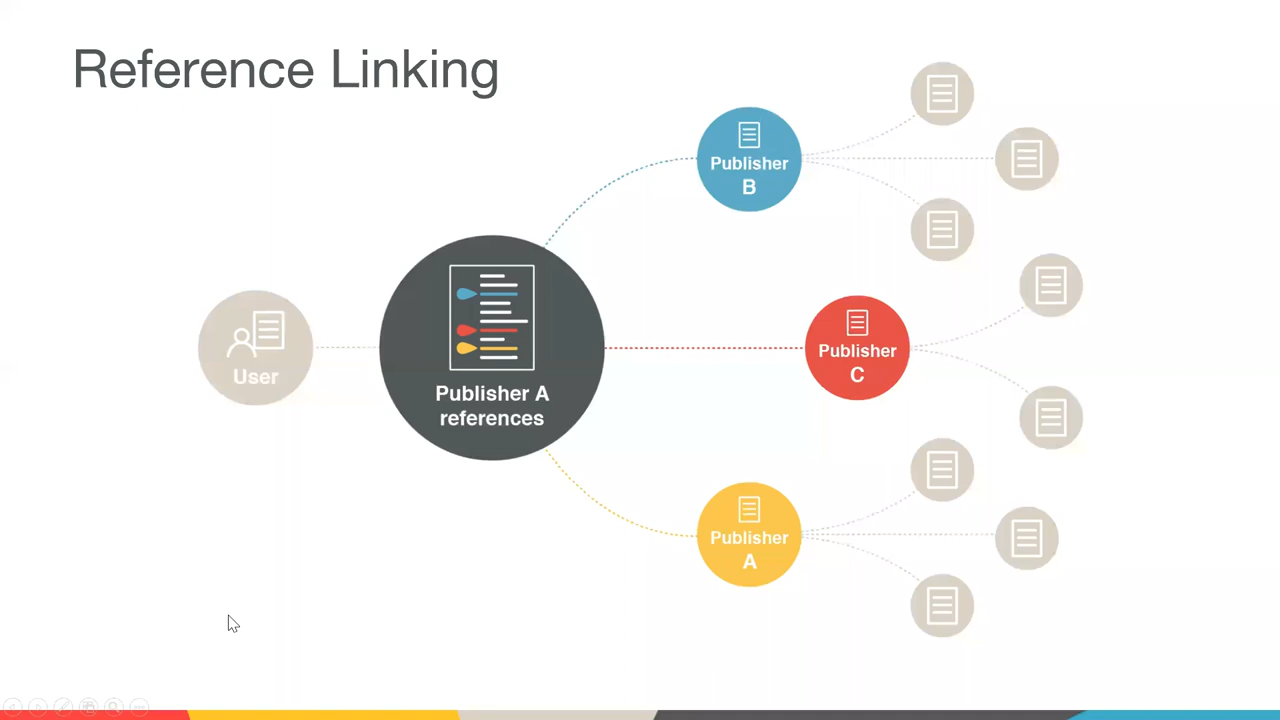 Reference Linking
Publisher
B
User
Publisher A
references
Publisher
C
Publisher
A